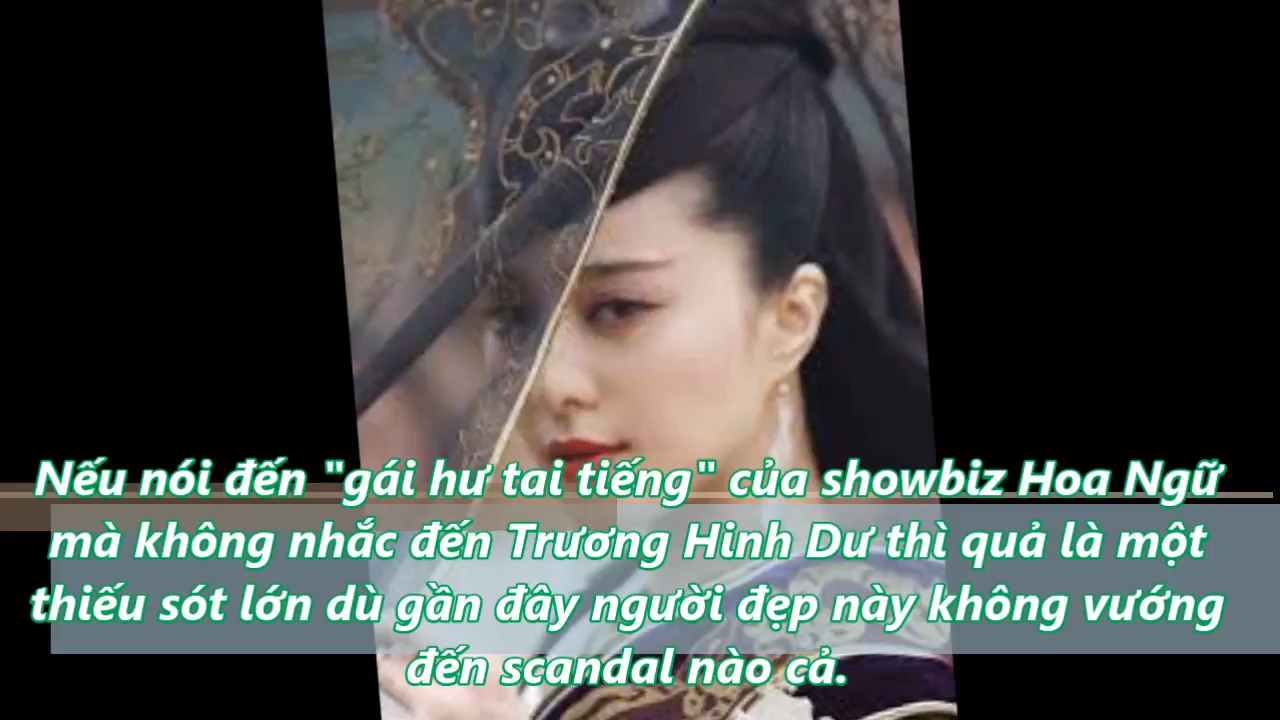 Nếu nói đến "gái hư tai tiếng" của showbiz Hoa Ngữ
mà không nhắc đến Trương Hinh Dư thì quả là một
thiếu sót lớn dù gần đây người đẹp này không vướng
đến scandal nào cả.